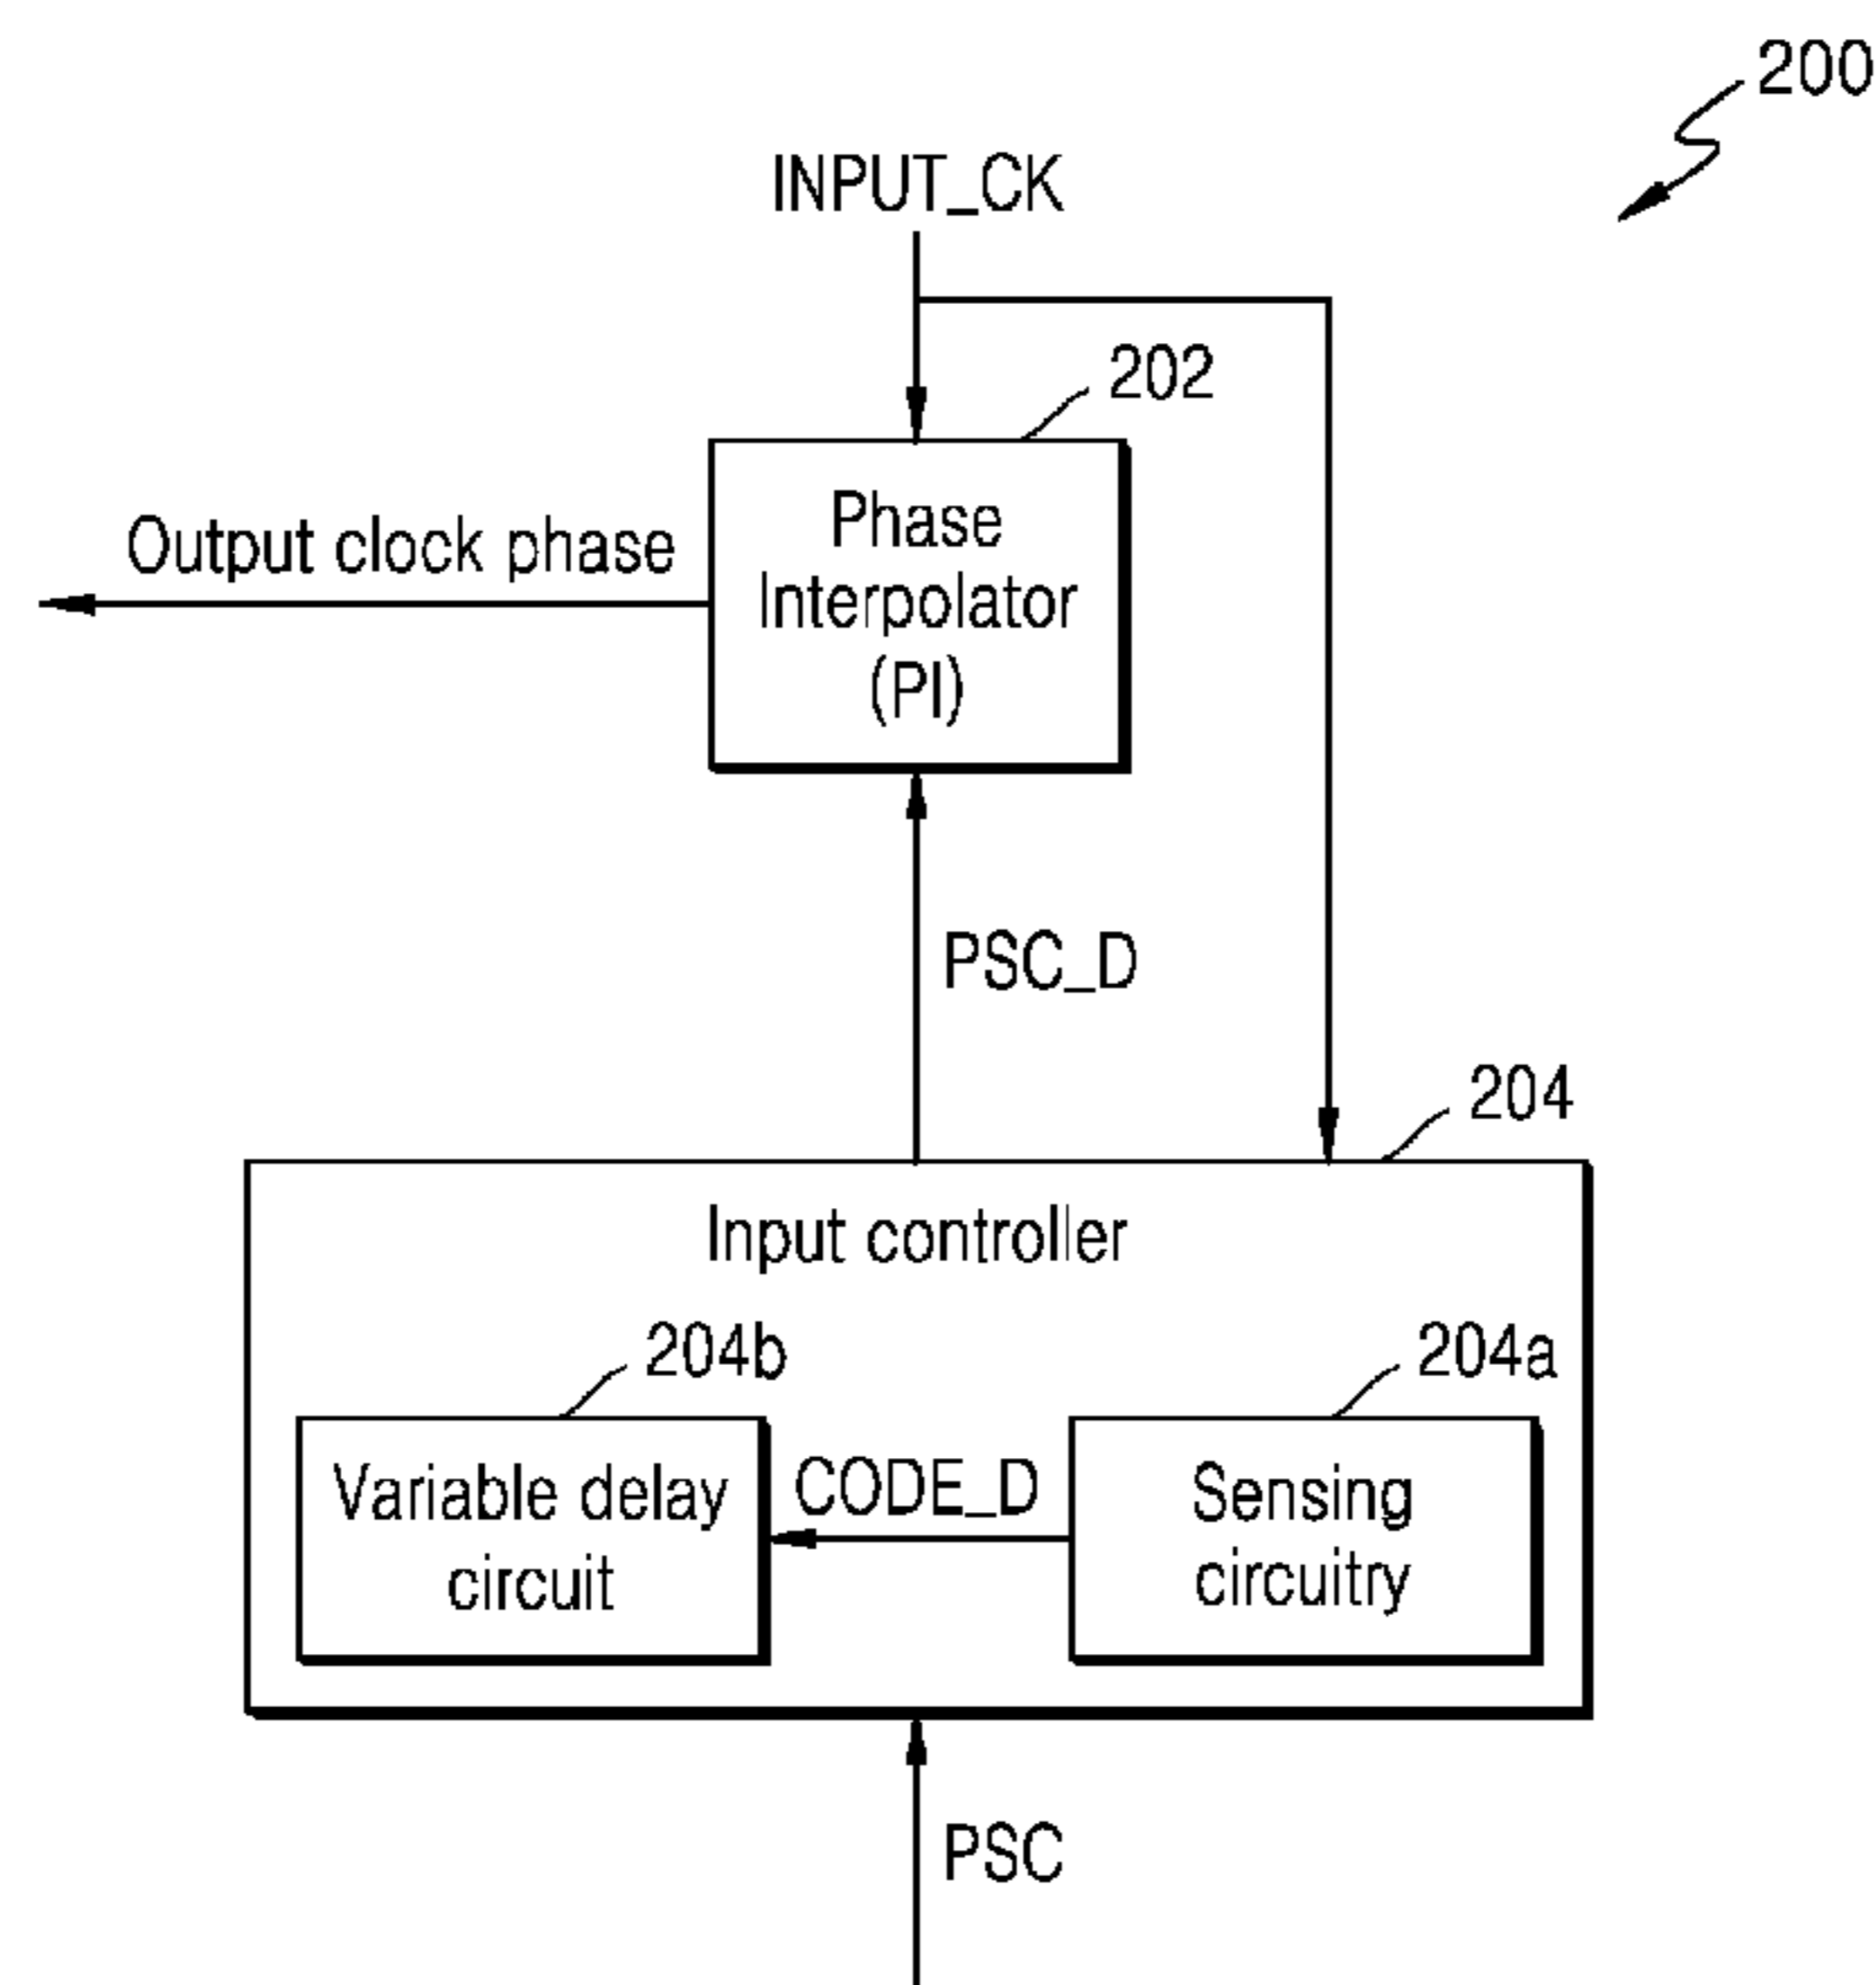 200
INPUT_CK
202
Phase
Interpolator
(PI)
Output clock phase
PSC_D
204
Input controller
204b
204a
Variable delay
circuit
CODE_D
Sensing
circuitry
PSC